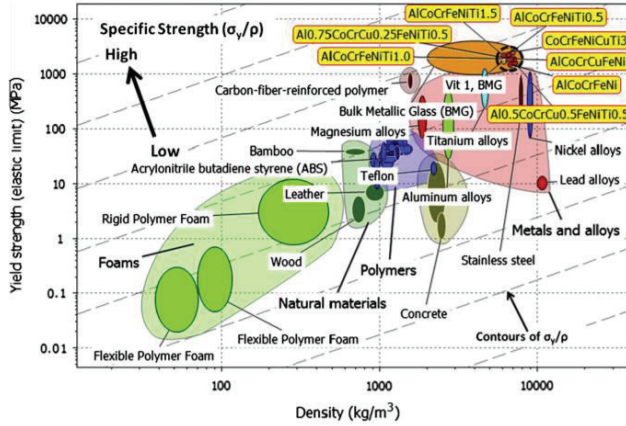 Specific Strength (σy/ρ)
High
Low
AlCoCrFeNiTi1.5
AlCoCrFeNiTi0.5
Al0.75CoCrCu0.25FeNiTi0.5
CoCrFeNiCuTi
AlCoCrFeNiTi1.0
AlCoCrCuFeNi
AlCoCrFeNi
Al0.5CoCrCu0.5FeNiTi0.5
Carbon-fiber-reinforced polymer
Vit 1, BMG
Bulk Metallic Glass (BMG)
Magnesium alloys
Titanium alloys
Bamboo
Nickel alloys
Acrylonitrile butadiene styrene (ABS)
Teflon
Lead alloys
Leather
Aluminum alloys
Rigid Polymer Foam
Metals and alloys
Foams
Wood
Polymers
Stainless steel
Natural materials
Concrete
Flexible Polymer Foam
Flexible Polymer Foam
Contours of σy/ρ
Yield strength (elastic limit) (MPa)
10000
1000
100
10
1
0.1
0.01
100
1000
10000
Density (kg/m3)